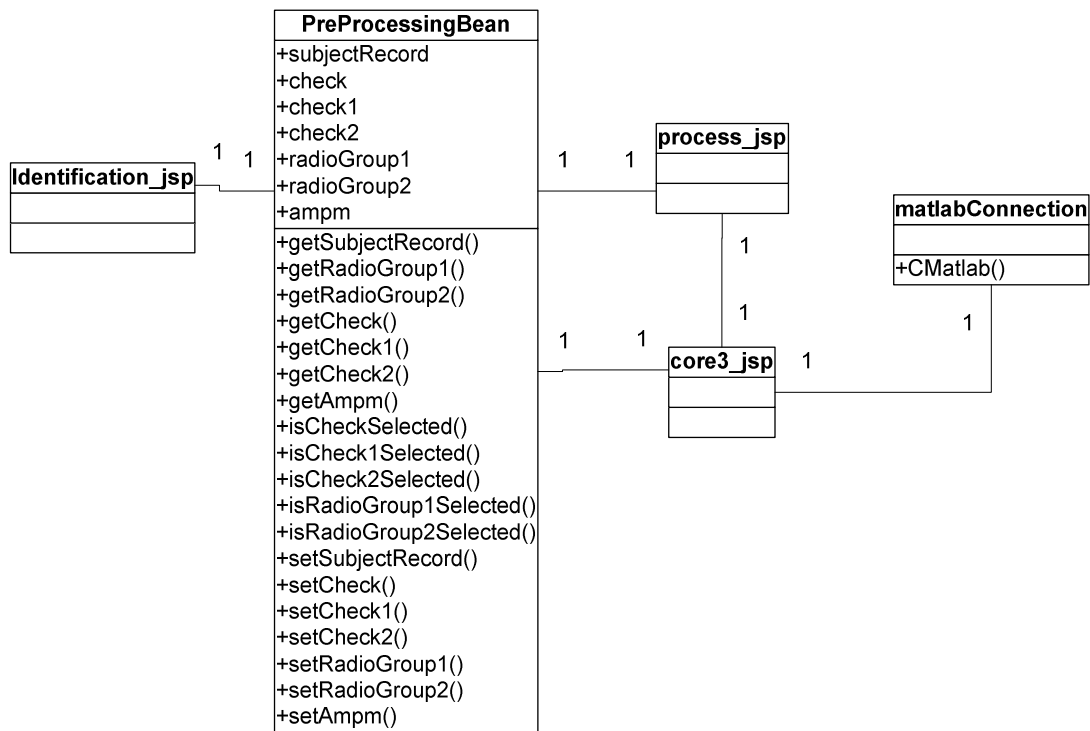 PreProcessingBean
+subjectRecord
+check
+check1
+check2
+radioGroup1
+radioGroup2
+ampm
+getSubjectRecord()
+getRadioGroup1()
+getRadioGroup2()
+getCheck()
+getCheck1()
+getCheck2()
+getAmpm()
+isCheckSelected()
+isCheck1Selected()
+isCheck2Selected()
+isRadioGroup1Selected()
+isRadioGroup2Selected()
+setSubjectRecord()
+setCheck()
+setCheck1()
+setCheck2()
+setRadioGroup1()
+setRadioGroup2()
+setAmpm()
Identification_jsp
1
1
1
1
process_jsp
1
1
1
1
core3_jsp
1
1
matlabConnection
+CMatlab()